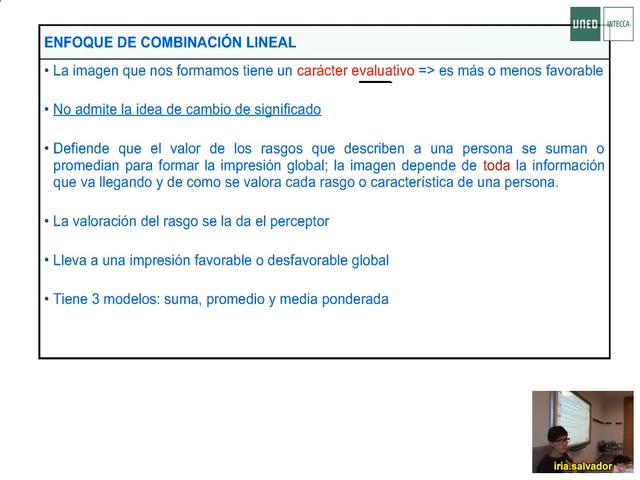 UNED INTECCA
ENFOQUE DE COMBINACIÓN LINEAL
• La imagen que nos formamos tiene un carácter evaluativo => es más o menos favorable
• No admite la idea de cambio de significado
• Defiende que el valor de los rasgos que describen a una persona se suman o
promedian para formar la impresión global; la imagen depende de toda la información
que va llegando y de como se valora cada rasgo o característica de una persona.
• La valoración del rasgo se la da el perceptor
• Lleva a una impresión favorable o desfavorable global
• Tiene 3 modelos: suma, promedio y media ponderada
iria.salvador